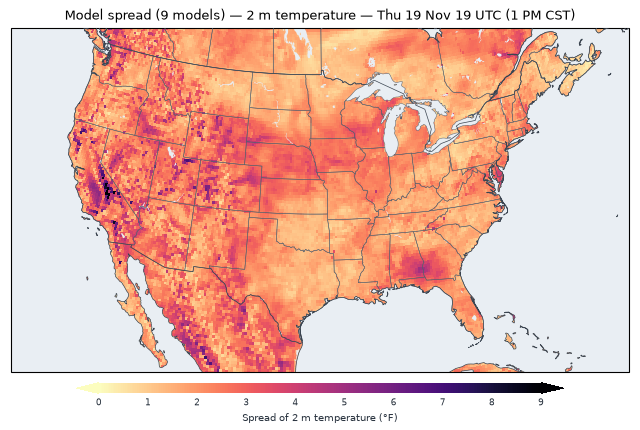 Model spread (9 models) — 2 m temperature — Thu 19 Nov 19 UTC (1 PM CST)
0 1 2 3 4 5 6 7 8 9
Spread of 2 m temperature (°F)